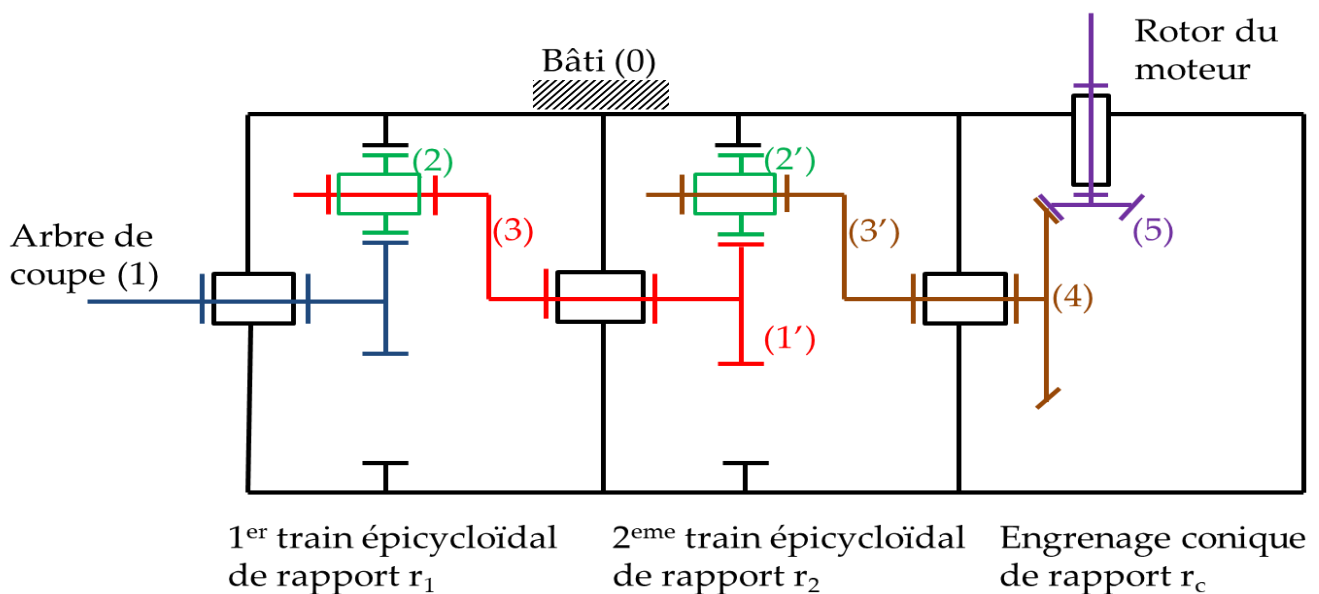 Bâti (0)
Rotor du
moteur
(2)
(2’)
(3)
(3’)
(5)
Arbre de
coupe (1)
(4)
(1’)
1er train épicycloïdal
de rapport r1
2eme train épicycloïdal
de rapport r2
Engrenage conique
de rapport rc